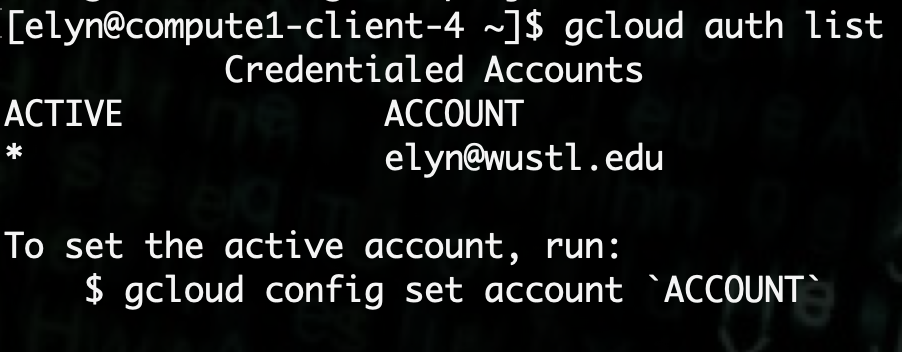 [elyn@compute1-client-4 ~]$ gcloud auth list
Credentialed Accounts
ACTIVE ACCOUNT
* elyn@wustl.edu
To set the active account, run:
$ gcloud config set account `ACCOUNT`